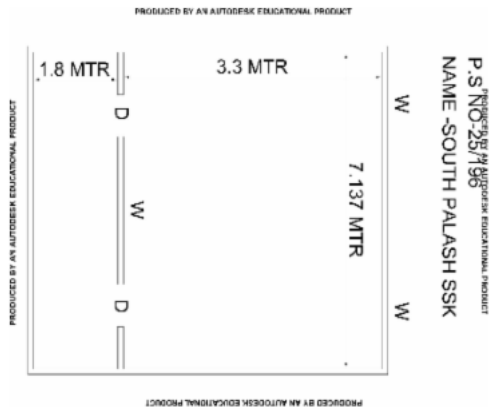 PRODUCED BY AN AUTODESK EDUCATIONAL PRODUCT
1.8 MTR
3.3 MTR
P.S NO-25/196
NAME -SOUTH PALASH SSK
W
D
W
7.137 MTR
D
W
PRODUCED BY AN AUTODESK EDUCATIONAL PRODUCT
PRODUCED BY AN AUTODESK EDUCATIONAL PRODUCT
PRODUCED BY AN AUTODESK EDUCATIONAL PRODUCT